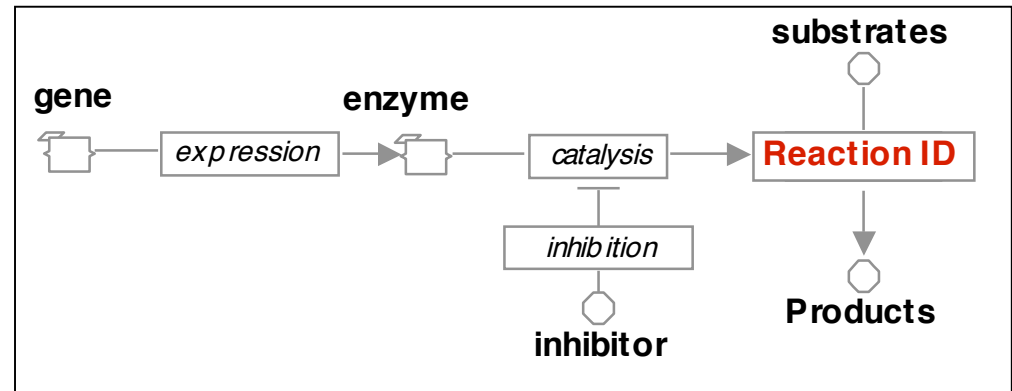 substrates
gene
enzyme
expression
catalysis
Reaction ID
inhibition
Products
inhibitor